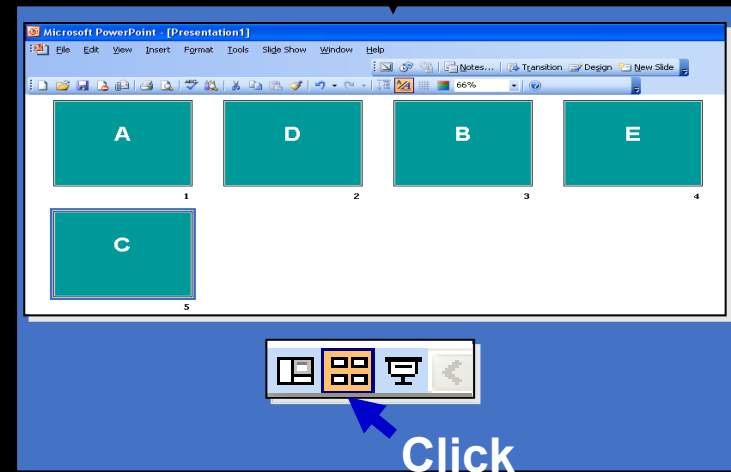 Microsoft PowerPoint - [Presentation1]
File Edit View Insert Format Tools Slide Show Window Help
Notes... Transition Design New Slide
66%
A D B E
1 2 3 4
C
5
Click